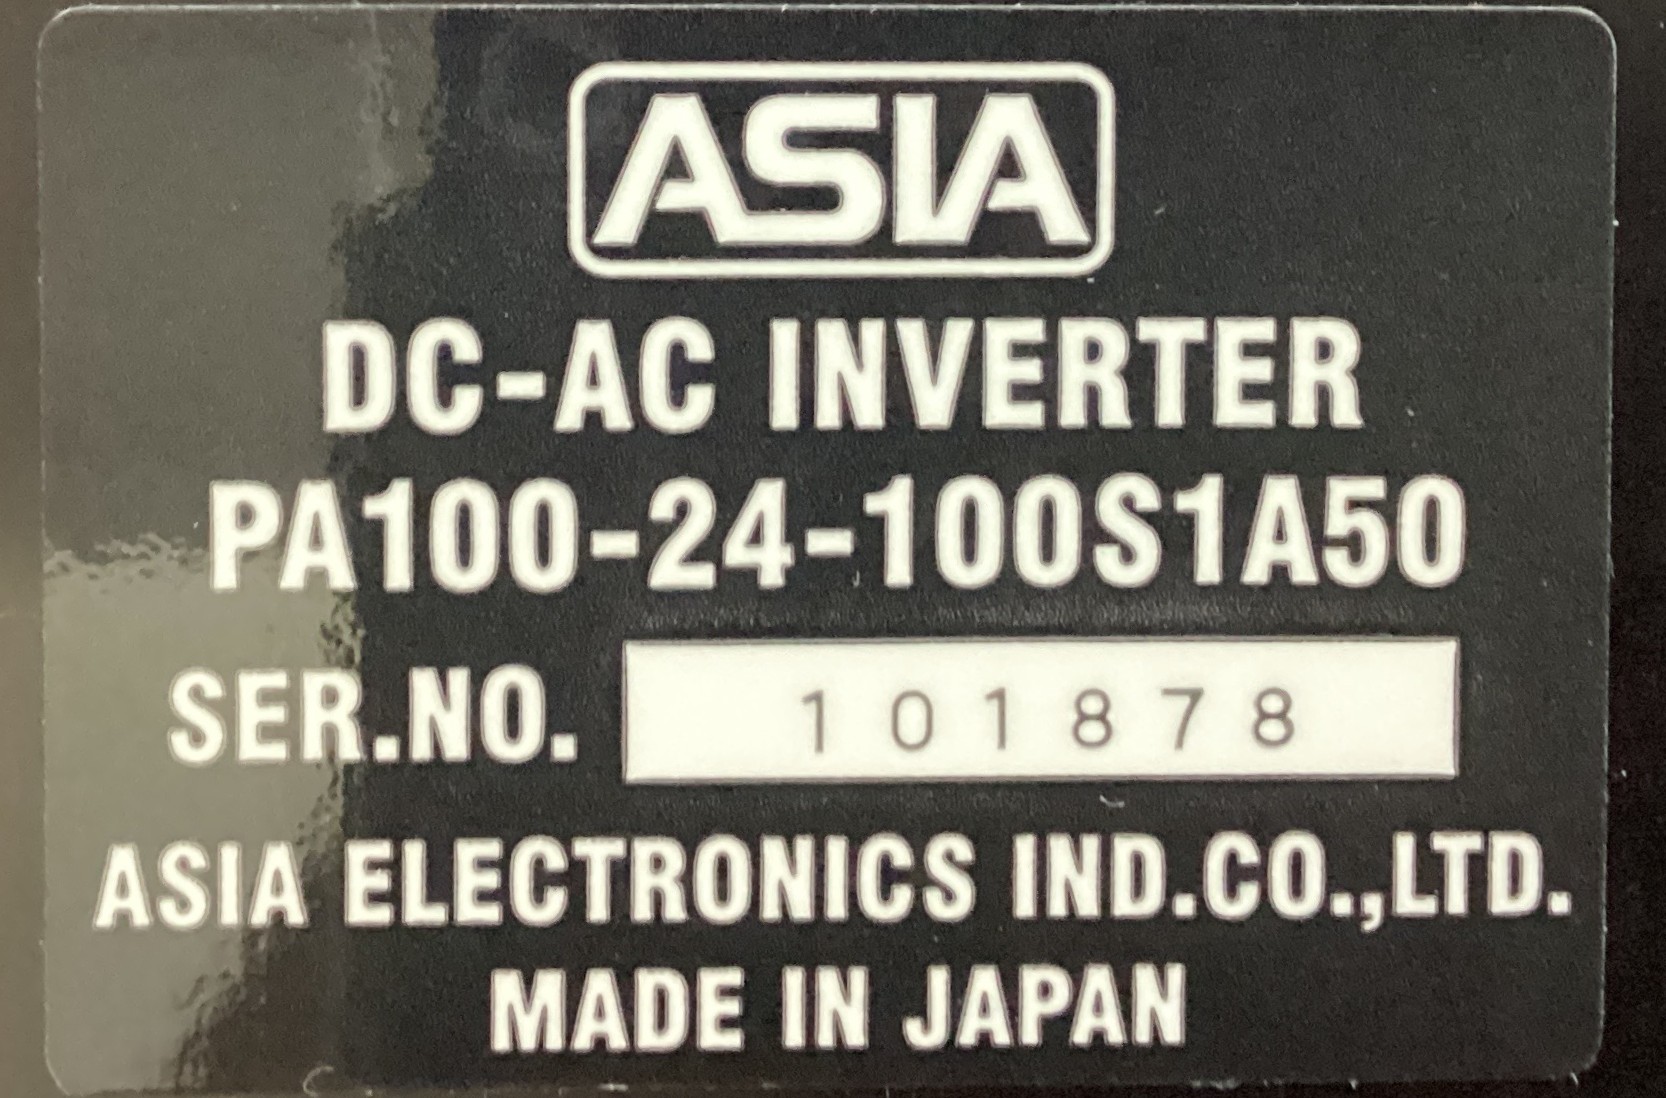 ASIA
DC-AC INVERTER
PA100-24-100S1A50
SER.NO. 101878
ASIA ELECTRONICS IND.CO.,LTD.
MADE IN JAPAN